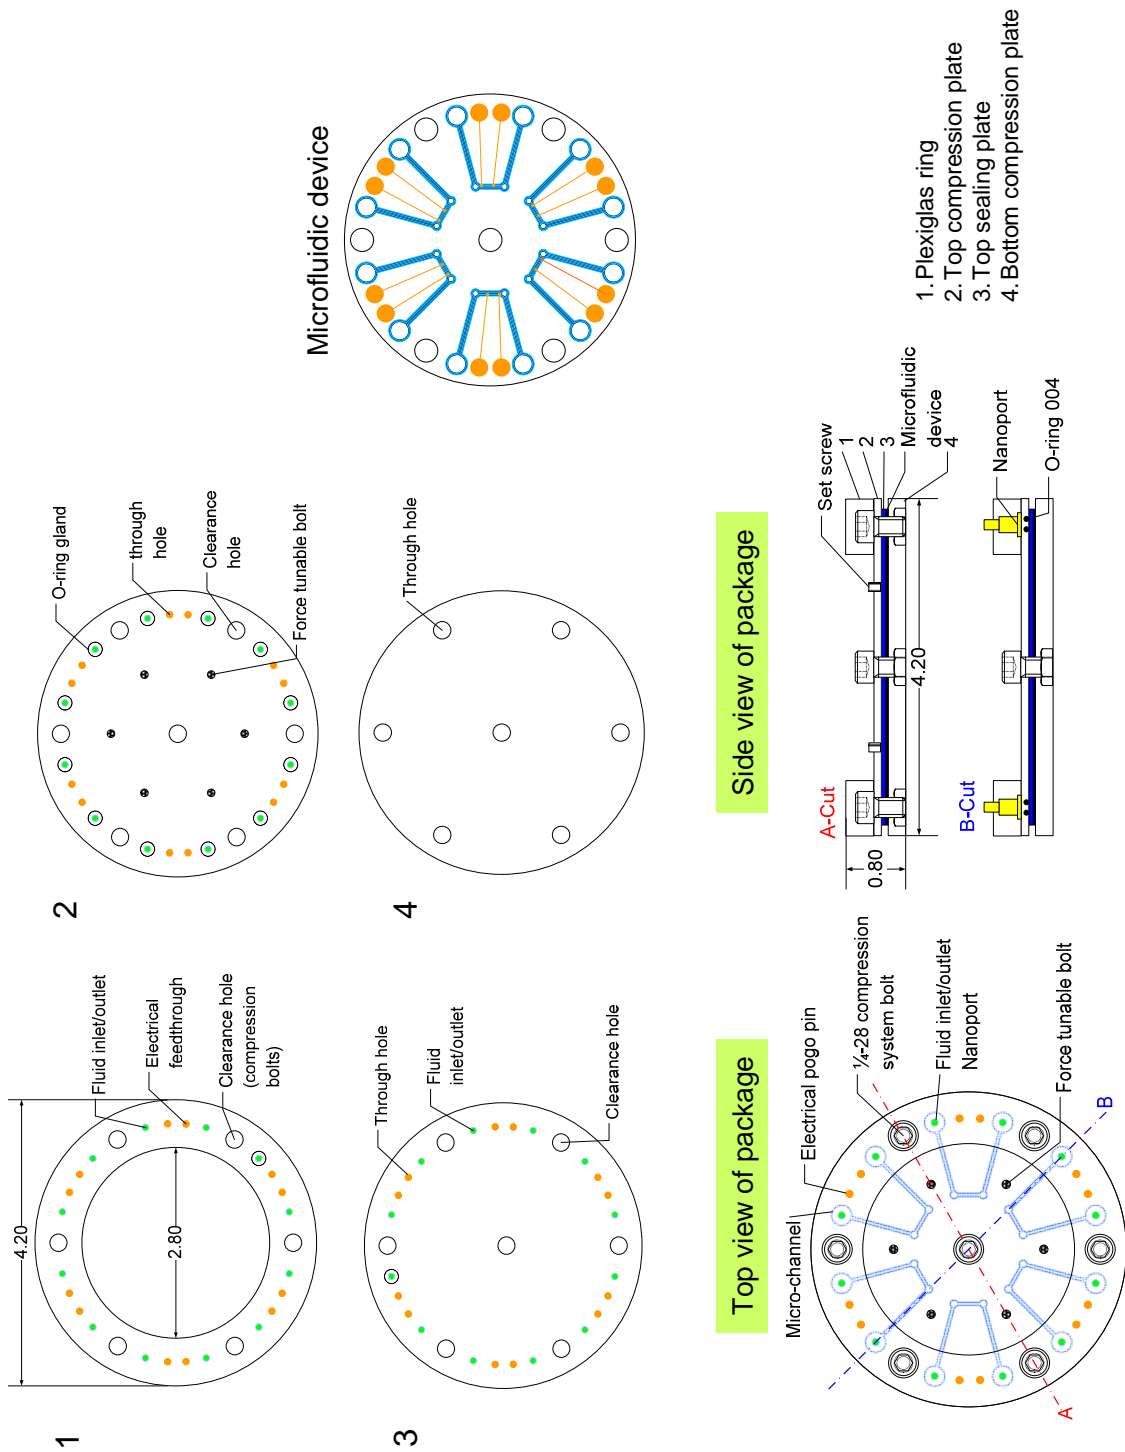 1
4.20
2.80
Fluid inlet/outlet
Electrical
feedthrough
Clearance hole
(compression
bolts)
2
O-ring gland
through
hole
Clearance
hole
Force tunable bolt
Microfluidic device
3
Through hole
Fluid
inlet/outlet
Clearance hole
4
Through hole
Top view of package
Micro-channel
Electrical pogo pin
¼-28 compression
system bolt
Fluid inlet/outlet
Nanoport
Force tunable bolt
A
B
Side view of package
A-Cut
0.80
4.20
Set screw
1
2
3
Microfluidic
device
4
B-Cut
Nanoport
O-ring 004
1. Plexiglas ring
2. Top compression plate
3. Top sealing plate
4. Bottom compression plate